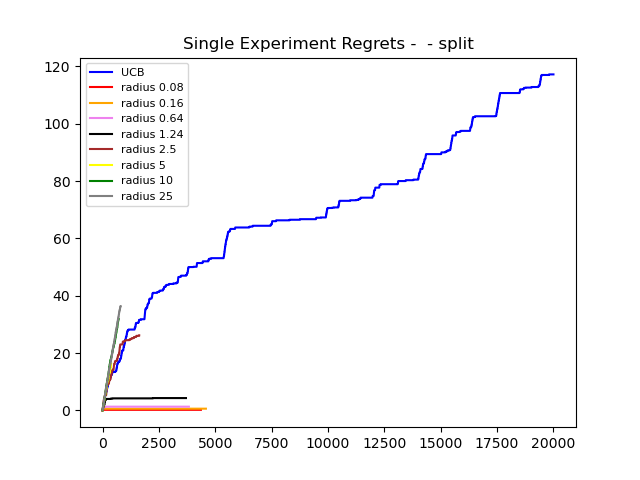 Single Experiment Regrets -  - split
120
100
80
60
40
20
0
UCB
radius 0.08
radius 0.16
radius 0.64
radius 1.24
radius 2.5
radius 5
radius 10
radius 25
0 2500 5000 7500 10000 12500 15000 17500 20000